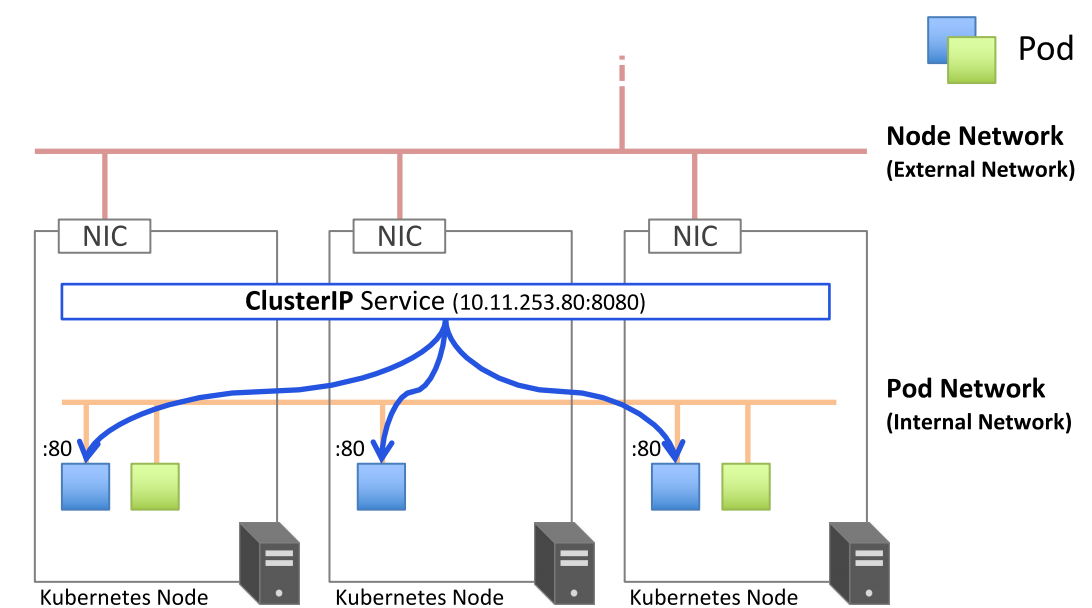 Pod
Node Network
(External Network)
NIC
NIC
NIC
ClusterIP Service (10.11.253.80:8080)
Pod Network
(Internal Network)
:80
:80
:80
Kubernetes Node
Kubernetes Node
Kubernetes Node